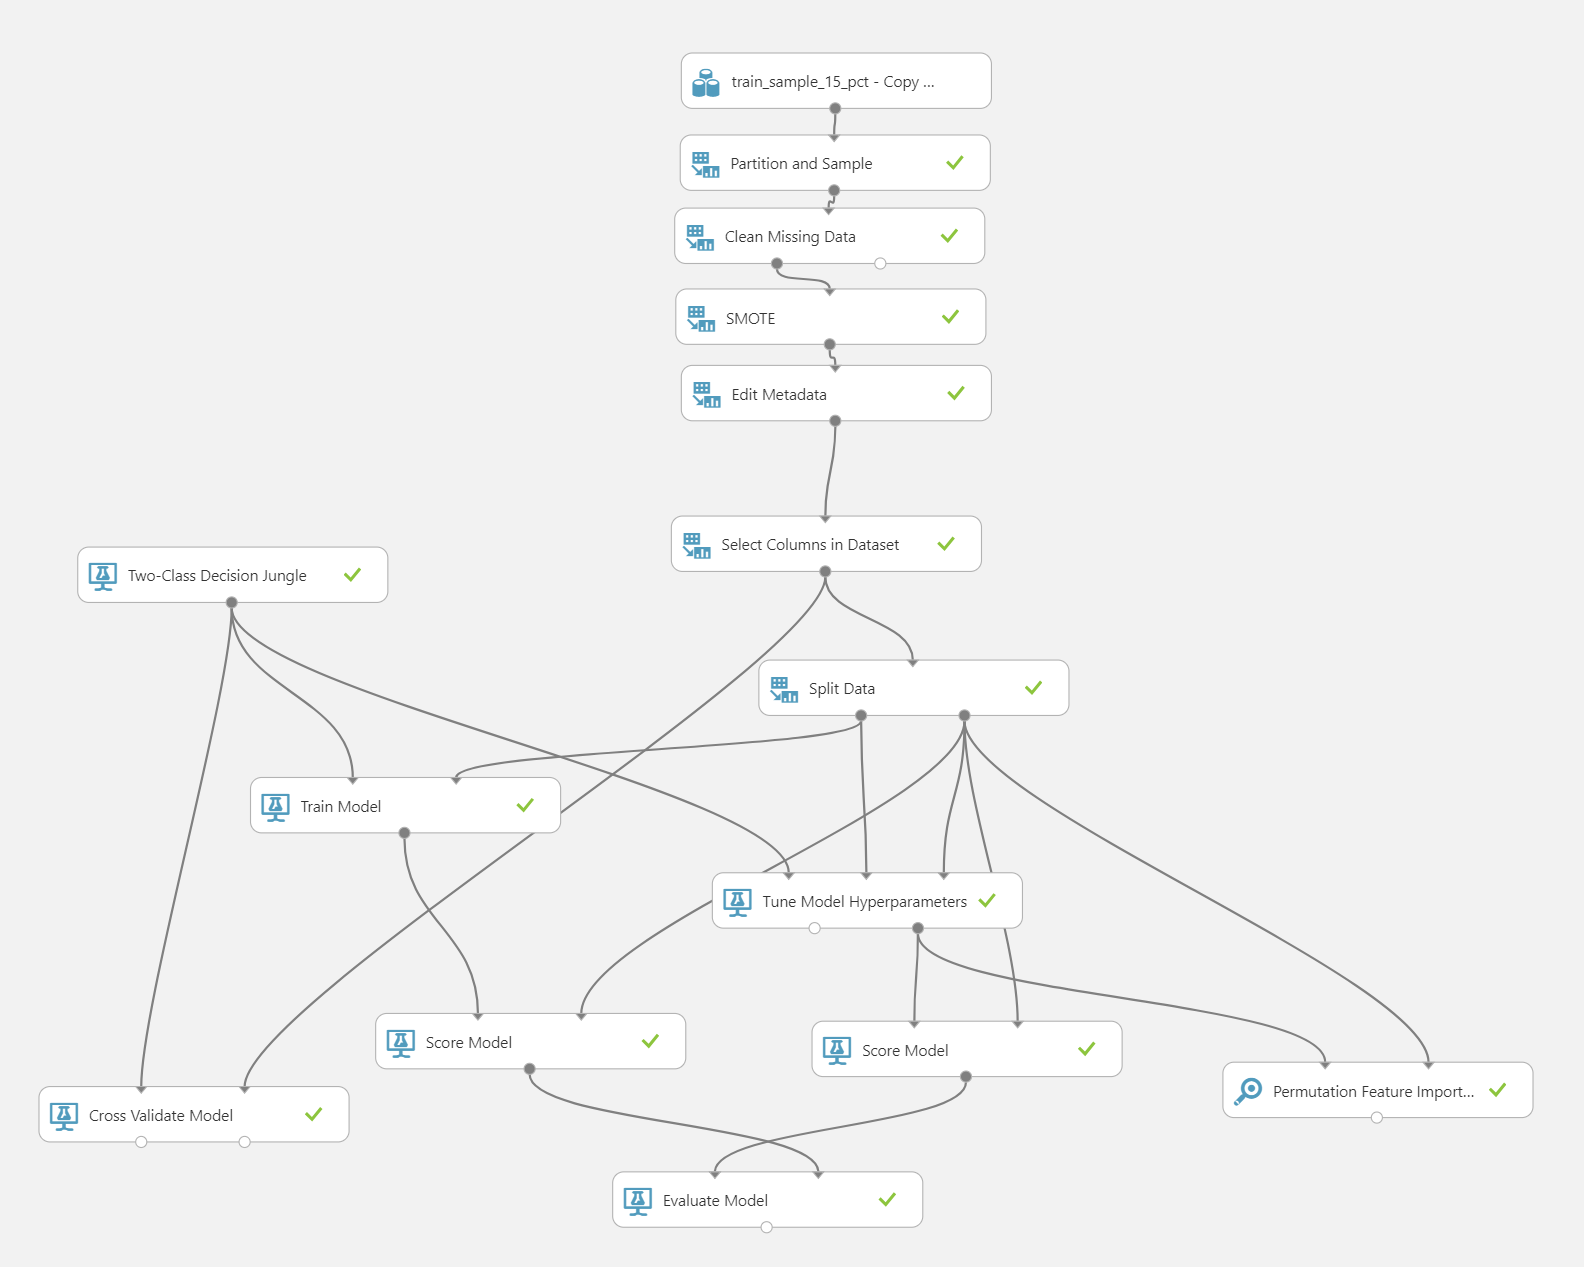 train_sample_15_pct - Copy ...
Partition and Sample
Clean Missing Data
SMOTE
Edit Metadata
Select Columns in Dataset
Two-Class Decision Jungle
Split Data
Train Model
Tune Model Hyperparameters
Score Model
Score Model
Permutation Feature Import...
Cross Validate Model
Evaluate Model